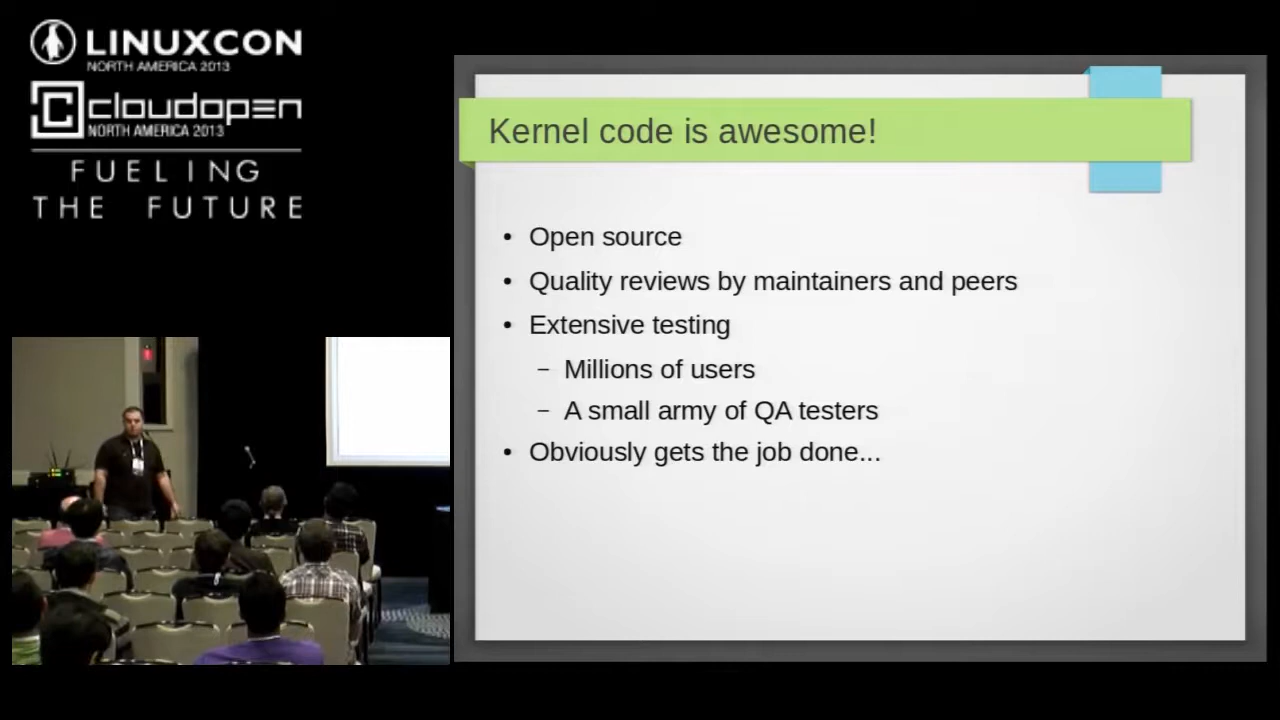 LINUXCON
NORTH AMERICA 2013
cloudopen
NORTH AMERICA 2013
FUELING
THE FUTURE
Kernel code is awesome!
• Open source
• Quality reviews by maintainers and peers
• Extensive testing
– Millions of users
– A small army of QA testers
• Obviously gets the job done...